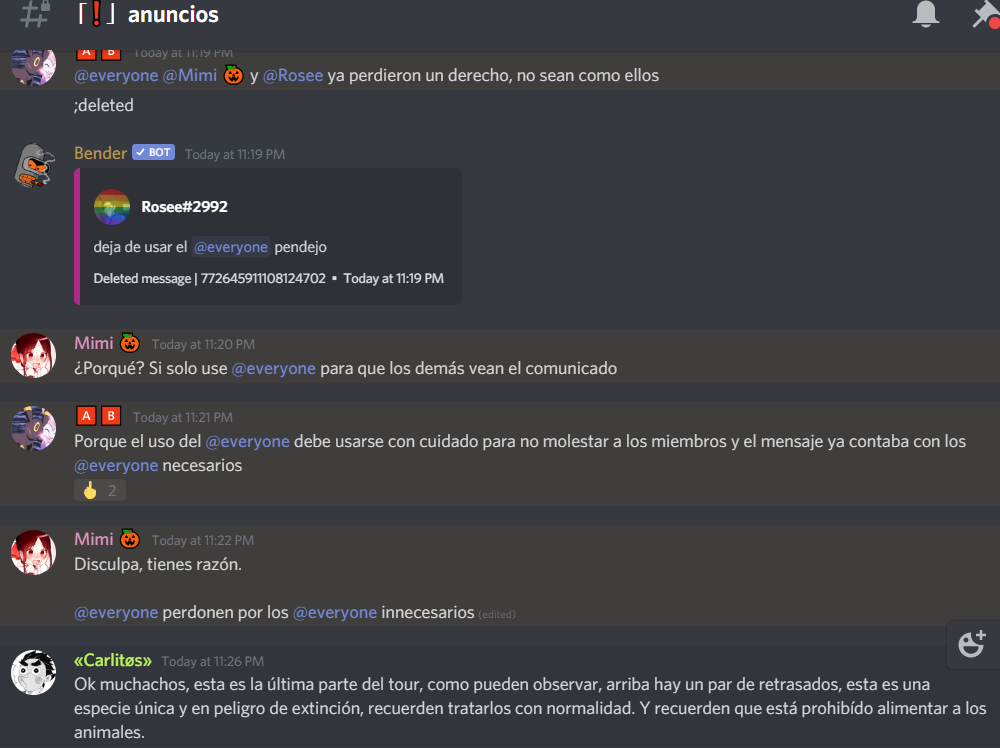 anuncios
A B Today at 11:19 PM
@everyone @Mimi y @Rosee ya perdieron un derecho, no sean como ellos
;deleted
Bender BOT Today at 11:19 PM
Rosee#2992
deja de usar el @everyone pendejo
Deleted message | 772645911108124702 ▪ Today at 11:19 PM
Mimi Today at 11:20 PM
¿Porqué? Si solo use @everyone para que los demás vean el comunicado
A B Today at 11:21 PM
Porque el uso del @everyone debe usarse con cuidado para no molestar a los miembros y el mensaje ya contaba con los
@everyone necesarios
2
Mimi Today at 11:22 PM
Disculpa, tienes razón.
@everyone perdonen por los @everyone innecesarios (edited)
«Carlitøs» Today at 11:26 PM
Ok muchachos, esta es la última parte del tour, como pueden observar, arriba hay un par de retrasados, esta es una
especie única y en peligro de extinción, recuerden tratarlos con normalidad. Y recuerden que está prohibído alimentar a los
animales.